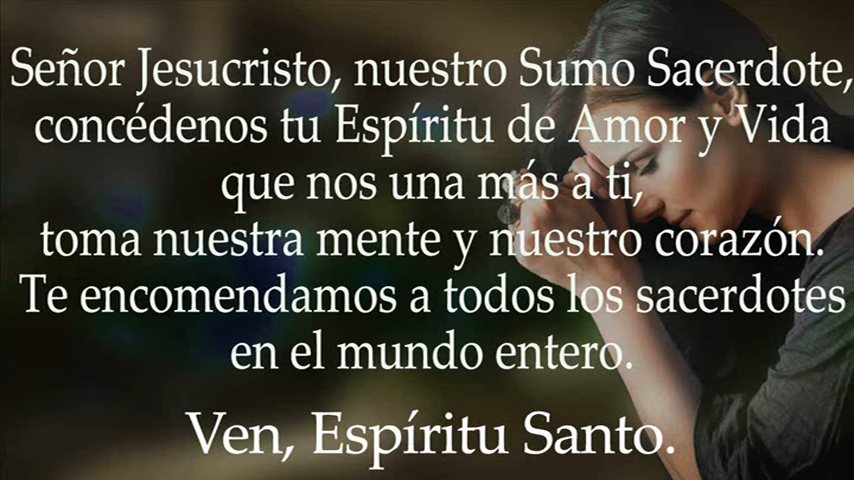 Señor Jesucristo, nuestro Sumo Sacerdote,
concédenos tu Espíritu de Amor y Vida
que nos una más a ti,
toma nuestra mente y nuestro corazón.
Te encomendamos a todos los sacerdotes
en el mundo entero.
Ven, Espíritu Santo.